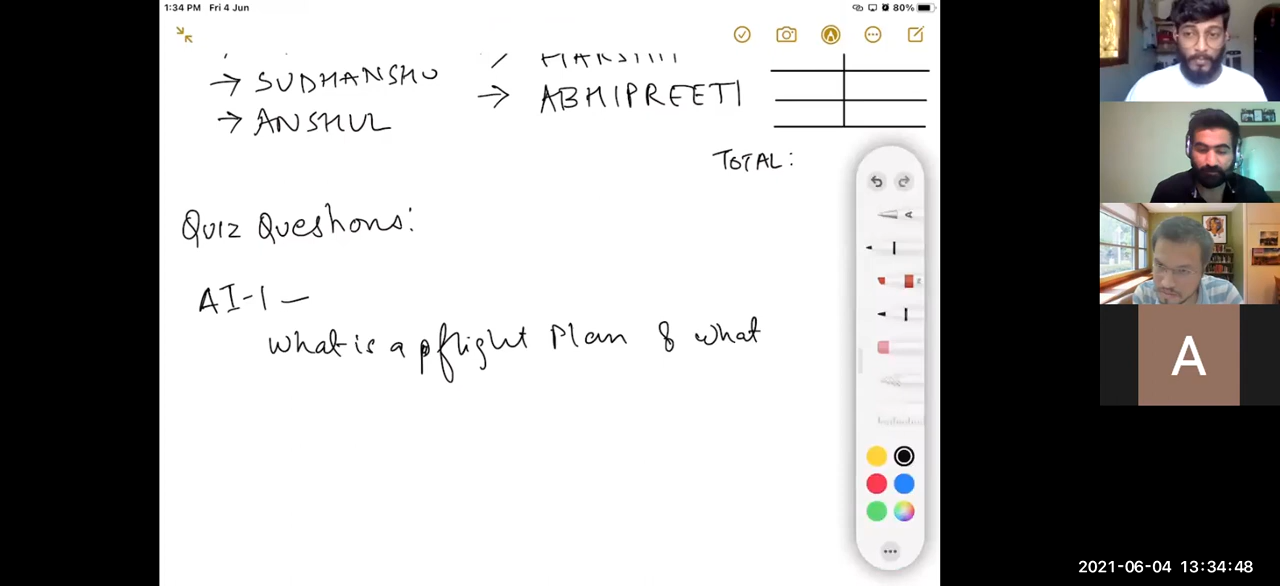 1:34 PM Fri 4 Jun
80%
→ SUDHANSHU
→ ABHIPREETI
→ ANSHUL
TOTAL:
Quiz Questions:
AI-1 —
What is a flight Plan & what
A
2021-06-04 13:34:48